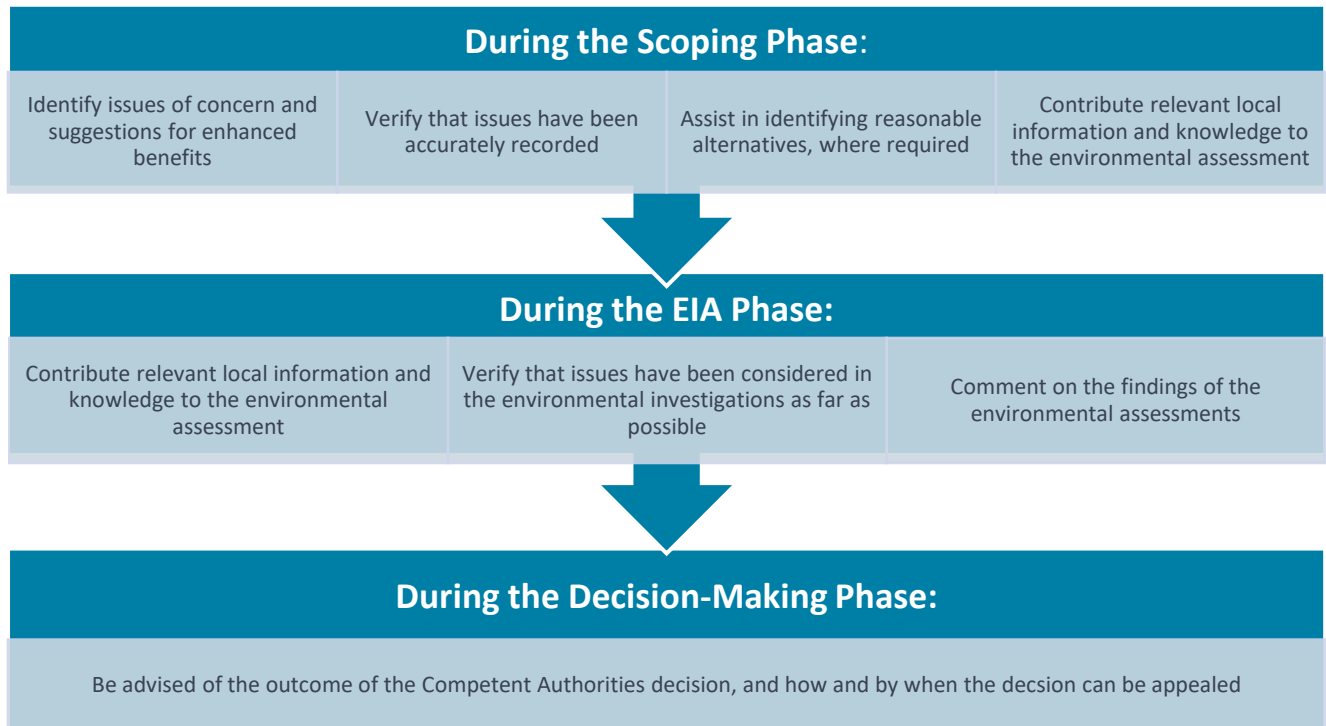 During the Scoping Phase:
Identify issues of concern and
suggestions for enhanced
benefits
Verify that issues have been
accurately recorded
Assist in identifying reasonable
alternatives, where required
Contribute relevant local
information and knowledge to
the environmental assessment
During the EIA Phase:
Contribute relevant local information and
knowledge to the environmental
assessment
Verify that issues have been considered in
the environmental investigations as far as
possible
Comment on the findings of the
environmental assessments
During the Decision-Making Phase:
Be advised of the outcome of the Competent Authorities decision, and how and by when the decsion can be appealed